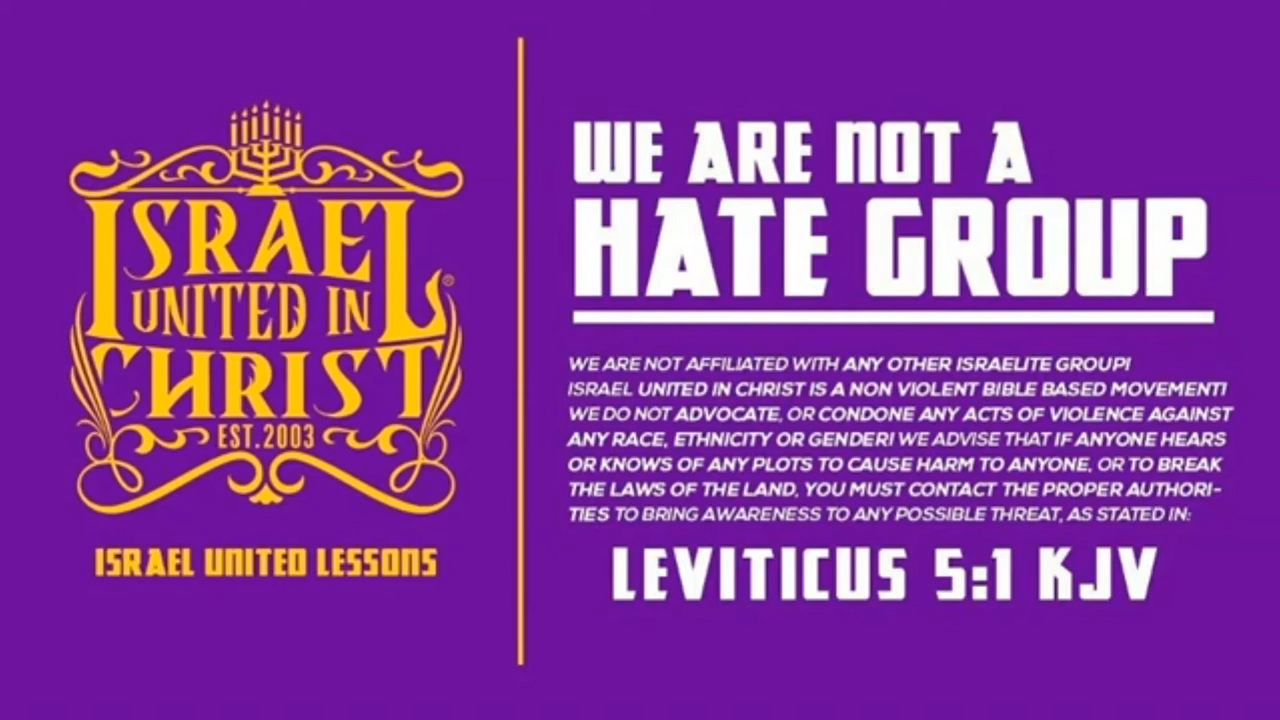 ISRAEL
UNITED IN
CHRIST
EST. 2003
ISRAEL UNITED LESSONS
WE ARE NOT A
HATE GROUP
WE ARE NOT AFFILIATED WITH ANY OTHER ISRAELITE GROUP!
ISRAEL UNITED IN CHRIST IS A NON VIOLENT BIBLE BASED MOVEMENT!
WE DO NOT ADVOCATE, OR CONDONE ANY ACTS OF VIOLENCE AGAINST
ANY RACE, ETHNICITY OR GENDER! WE ADVISE THAT IF ANYONE HEARS
OR KNOWS OF ANY PLOTS TO CAUSE HARM TO ANYONE, OR TO BREAK
THE LAWS OF THE LAND, YOU MUST CONTACT THE PROPER AUTHORI-
TIES TO BRING AWARENESS TO ANY POSSIBLE THREAT, AS STATED IN:
LEVITICUS 5:1 KJV